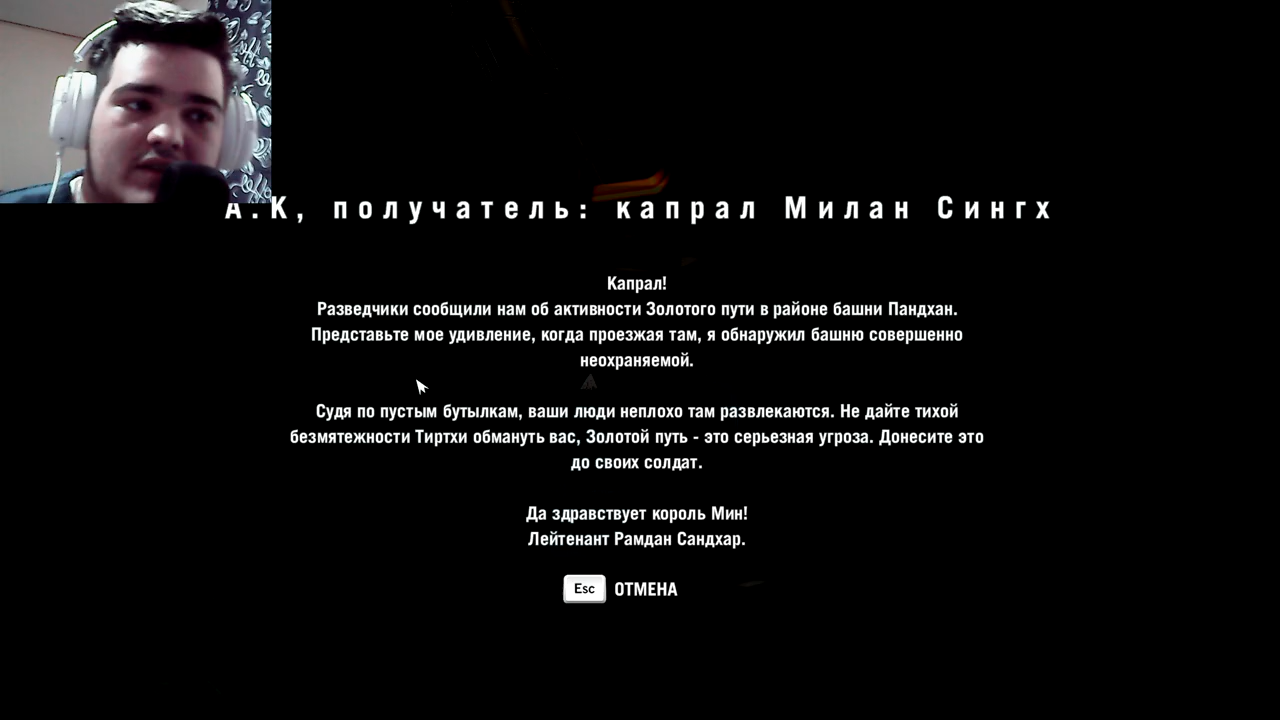 А.К, получатель: капрал Милан Сингх
Капрал!
Разведчики сообщили нам об активности Золотого пути в районе башни Пандхан.
Представьте мое удивление, когда проезжая там, я обнаружил башню совершенно
неохраняемой.
Судя по пустым бутылкам, ваши люди неплохо там развлекаются. Не дайте тихой
безмятежности Тиртхи обмануть вас, Золотой путь - это серьезная угроза. Донесите это
до своих солдат.
Да здравствует король Мин!
Лейтенант Рамдан Сандхар.
Esc ОТМЕНА